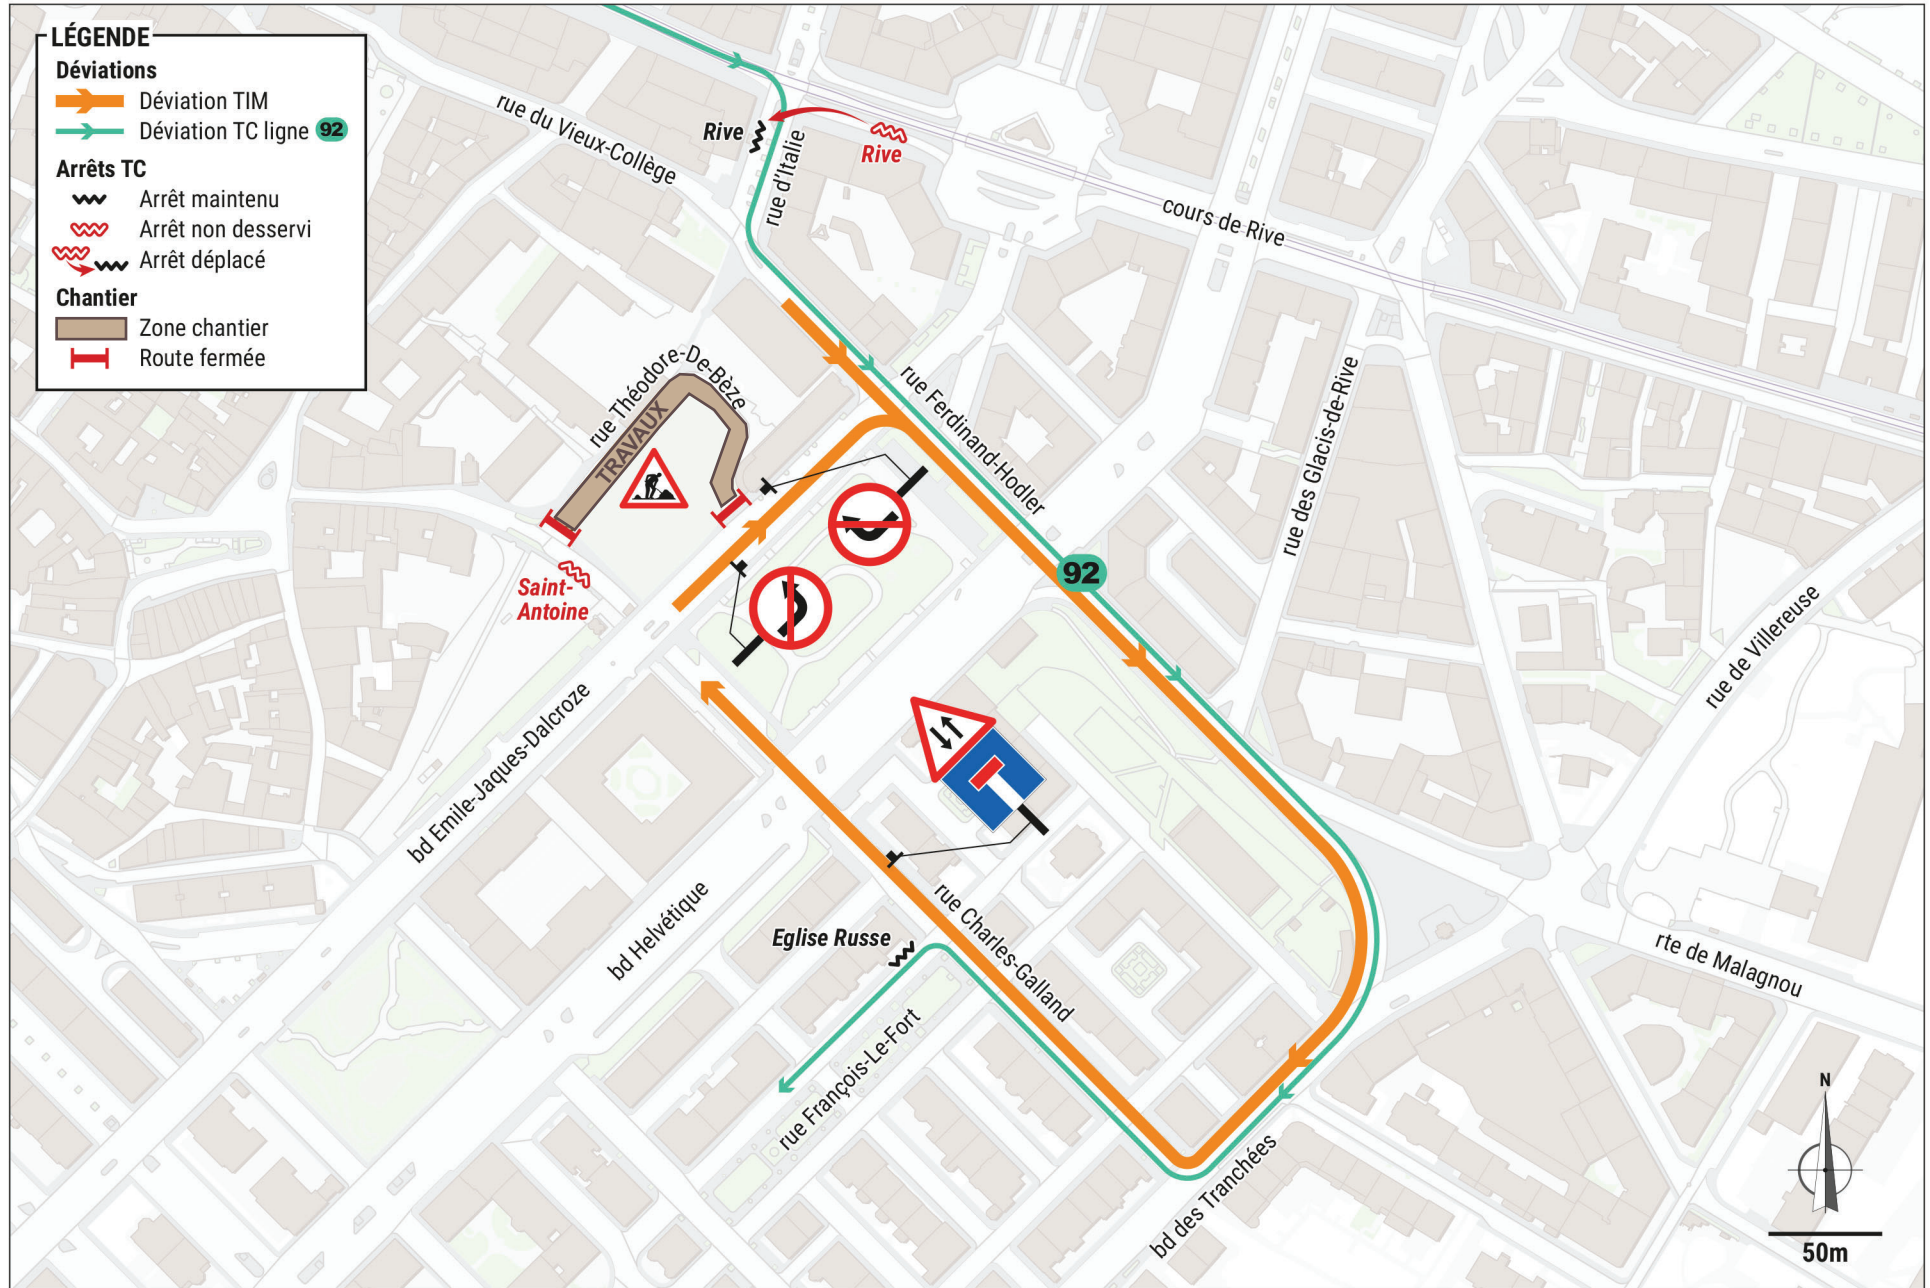 LÉGENDE
Déviations
Déviation TIM
Déviation TC ligne 92
Arrêts TC
Arrêt maintenu
Arrêt non desservi
Arrêt déplacé
Chantier
Zone chantier
Route fermée
rue du Vieux-Collège
Rive
Rive
rue d'Italie
cours de Rive
rue Théodore-De-Bèze
TRAVAUX
rue Ferdinand-Hodler
rue des Glacis-de-Rive
Saint-
Antoine
92
rue de Villereuse
bd Emile-Jaques-Dalcroze
bd Helvétique
Eglise Russe
rue Charles-Galland
rte de Malagnou
rue François-Le-Fort
bd des Tranchées
N
50m